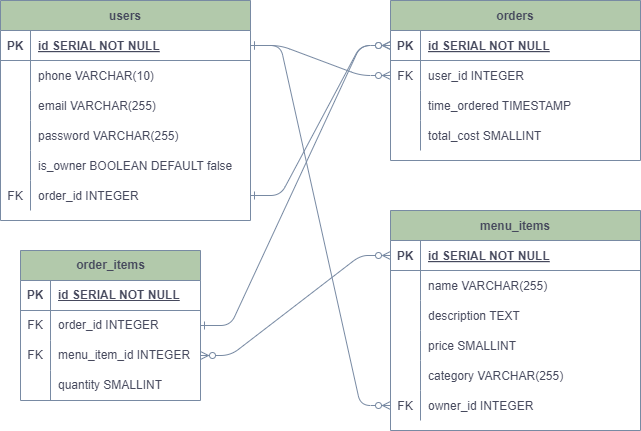 users
PK id SERIAL NOT NULL
phone VARCHAR(10)
email VARCHAR(255)
password VARCHAR(255)
is_owner BOOLEAN DEFAULT false
FK order_id INTEGER
orders
PK id SERIAL NOT NULL
FK user_id INTEGER
time_ordered TIMESTAMP
total_cost SMALLINT
order_items
PK id SERIAL NOT NULL
FK order_id INTEGER
FK menu_item_id INTEGER
quantity SMALLINT
menu_items
PK id SERIAL NOT NULL
name VARCHAR(255)
description TEXT
price SMALLINT
category VARCHAR(255)
FK owner_id INTEGER